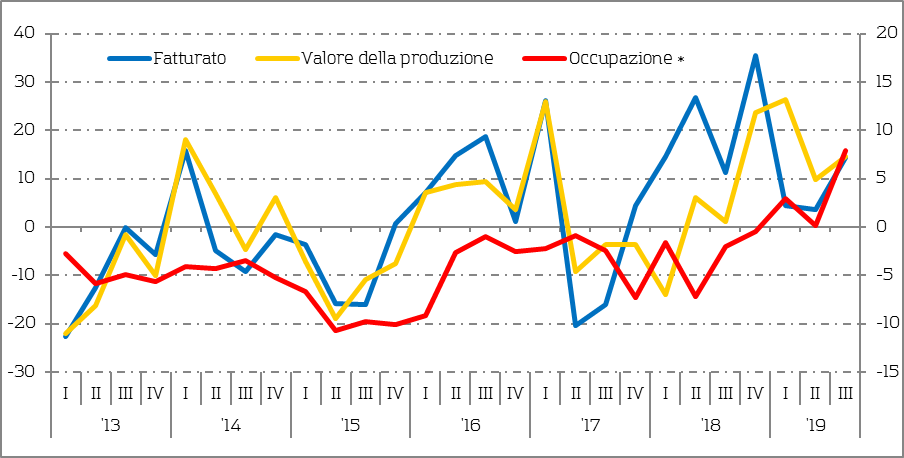 Fatturato Valore della produzione Occupazione *
40 20
30 15
20 10
10 5
0 0
-10 -5
-20 -10
-30 -15
I II III IV I II III IV I II III IV I II III IV I II III IV I II III IV I II III
'13 '14 '15 '16 '17 '18 '19